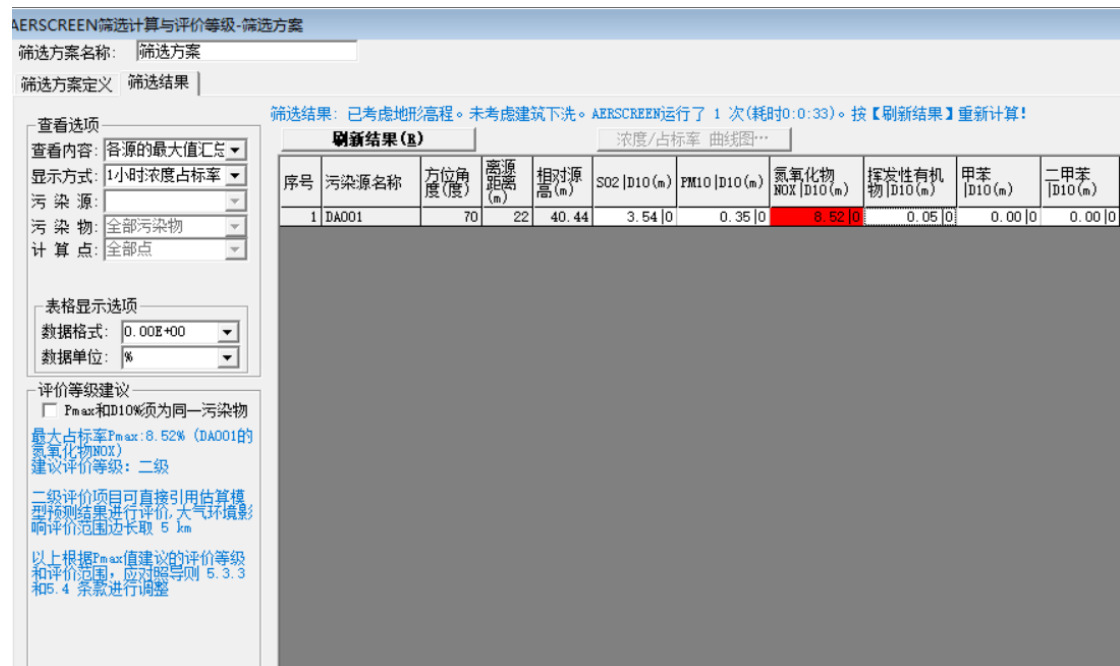 AERSCREEN筛选计算与评价等级-筛选方案
筛选方案名称: 筛选方案
筛选方案定义 筛选结果
筛选结果: 已考虑地形高程。未考虑建筑下洗。AERSCREEN运行了 1 次(耗时0:0:33)。按【刷新结果】重新计算!
查看选项
查看内容: 各源的最大值汇总
显示方式: 1小时浓度占标率
污 染 源:
污 染 物: 全部污染物
计 算 点: 全部点
表格显示选项
数据格式: 0.00E+00
数据单位: %
评价等级建议
Pmax和D10%须为同一污染物
最大占标率Pmax:8.52% (DA001的
氮氧化物NOX)
建议评价等级: 二级
二级评价项目可直接引用估算模
型预测结果进行评价,大气环境影
响评价范围边长取 5 km
以上根据Pmax值建议的评价等级
和评价范围，应对照导则 5.3.3
和5.4 条款进行调整
刷新结果(R) 浓度/占标率 曲线图…
序号 污染源名称 方位角度(度) 离源距离(m) 相对源高(m) SO2|D10(m) PM10|D10(m) 氮氧化物NOX|D10(m) 挥发性有机物|D10(m) 甲苯|D10(m) 二甲苯|D10(m)
1 DA001 70 22 40.44 3.54|0 0.35|0 8.52|0 0.05|0 0.00|0 0.00|0